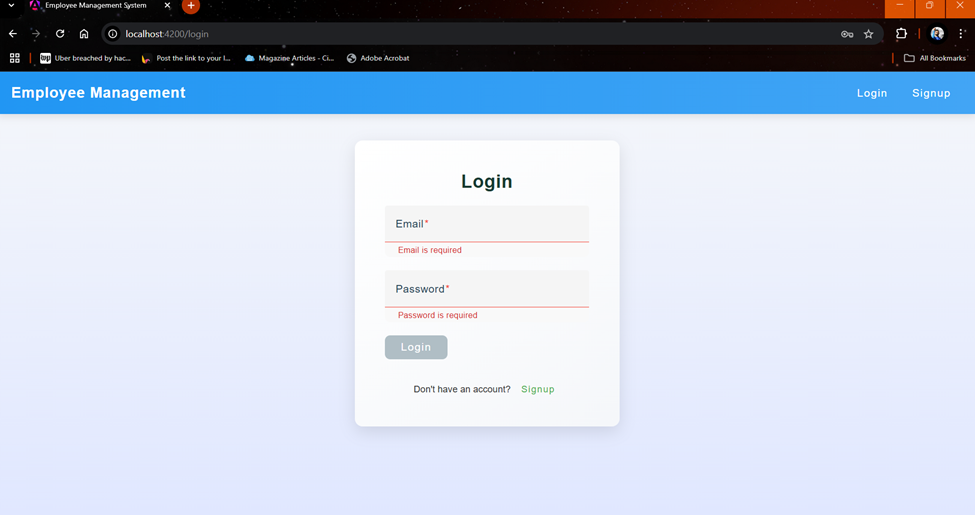 Employee Management System
localhost:4200/login
Uber breached by hac... Post the link to your l... Magazine Articles - Ci... Adobe Acrobat All Bookmarks
Employee Management Login Signup
Login
Email*
Email is required
Password*
Password is required
Login
Don't have an account? Signup